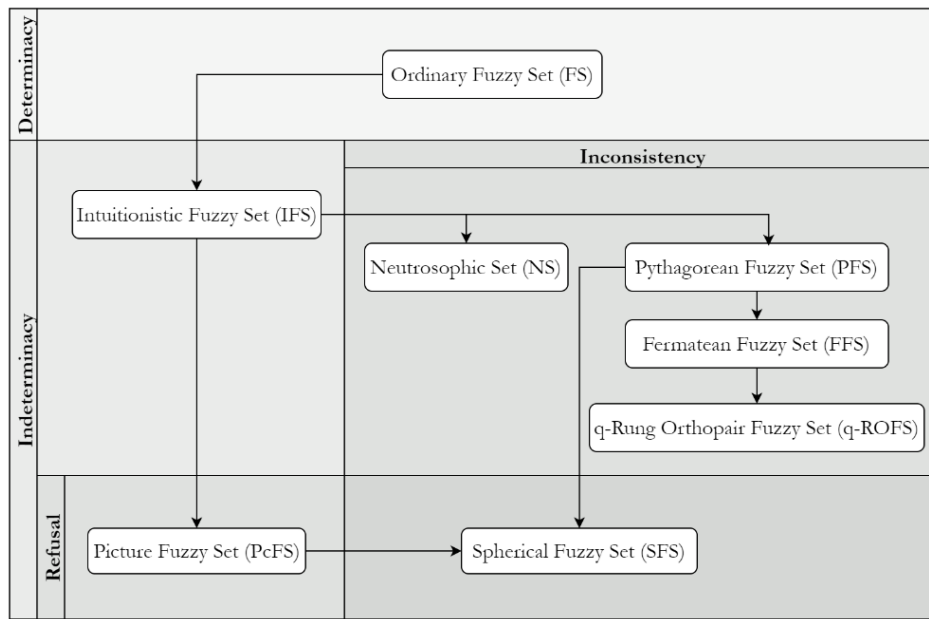 Determinacy
Ordinary Fuzzy Set (FS)
Indeterminacy
Inconsistency
Intuitionistic Fuzzy Set (IFS)
Neutrosophic Set (NS)
Pythagorean Fuzzy Set (PFS)
Fermatean Fuzzy Set (FFS)
q-Rung Orthopair Fuzzy Set (q-ROFS)
Refusal
Picture Fuzzy Set (PcFS)
Spherical Fuzzy Set (SFS)